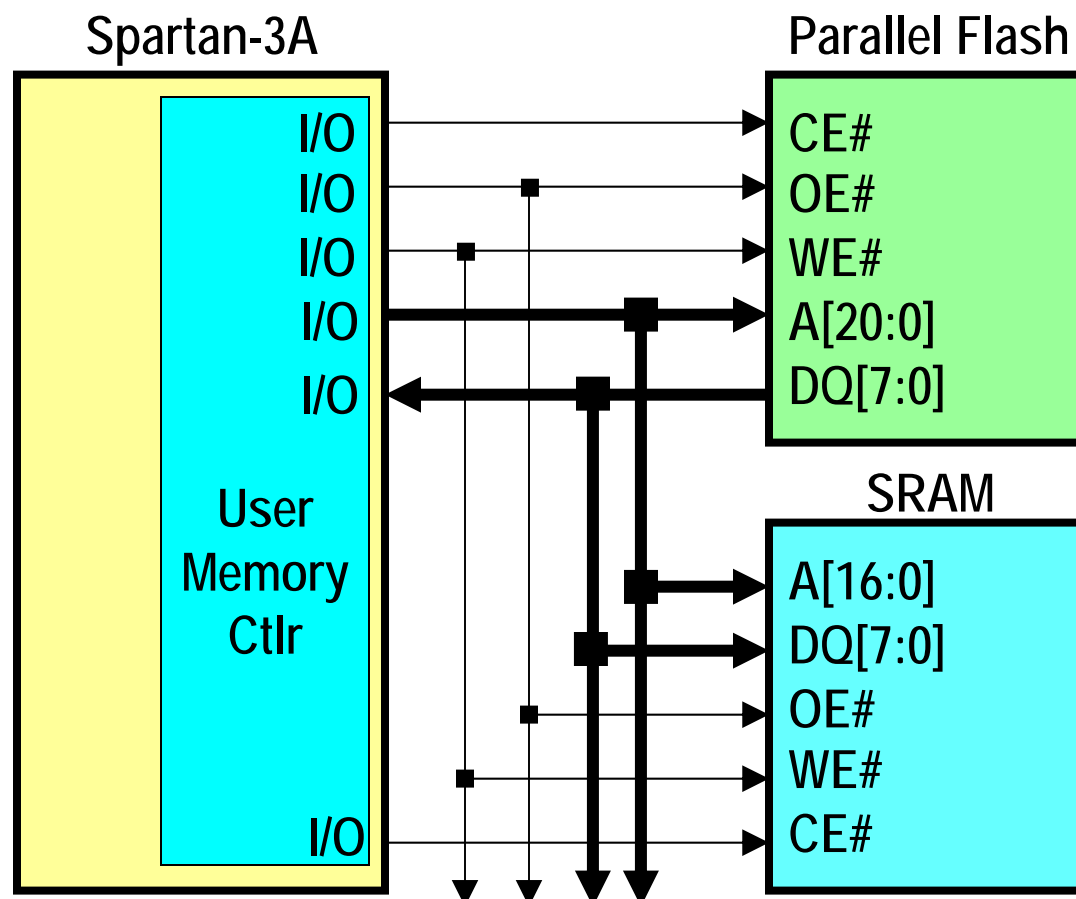 Spartan-3A
I/O
I/O
I/O
I/O
I/O
User
Memory
Ctlr
I/O
Parallel Flash
CE#
OE#
WE#
A[20:0]
DQ[7:0]
SRAM
A[16:0]
DQ[7:0]
OE#
WE#
CE#